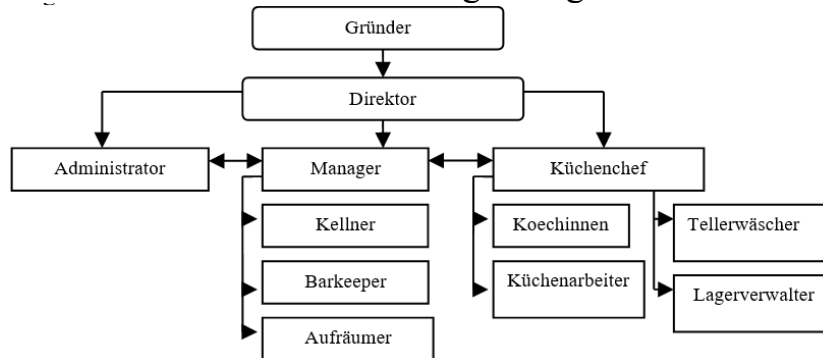 Gründer
Direktor
Administrator
Manager
Küchenchef
Kellner
Koechinnen
Tellerwäscher
Barkeeper
Küchenarbeiter
Lagerverwalter
Aufräumer